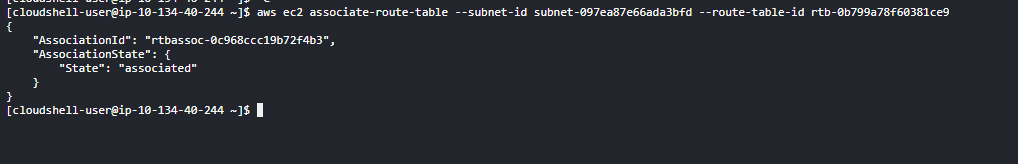 [cloudshell-user@ip-10-134-40-244 ~]$ aws ec2 associate-route-table --subnet-id subnet-097ea87e66ada3bfd --route-table-id rtb-0b799a78f60381ce9
{
    "AssociationId": "rtbassoc-0c968ccc19b72f4b3",
    "AssociationState": {
        "State": "associated"
    }
}
[cloudshell-user@ip-10-134-40-244 ~]$